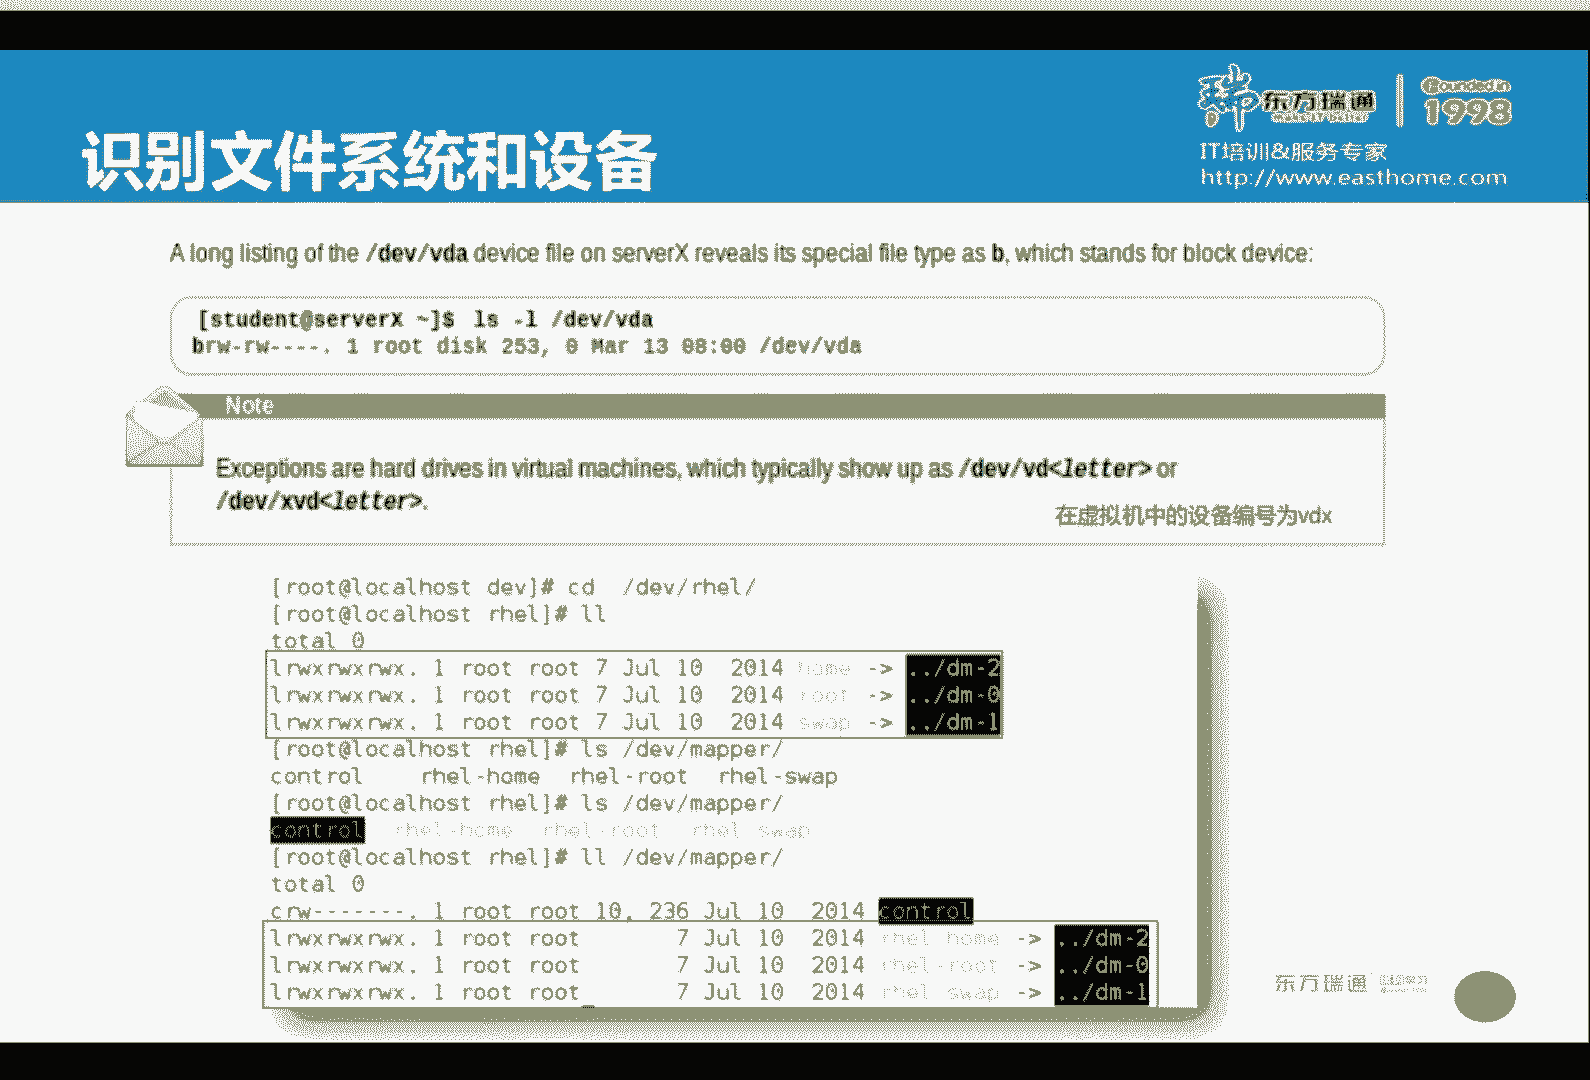 识别文件系统和设备
东方瑞通
Founded in
1998
IT培训&服务专家
http://www.easthome.com
A long listing of the /dev/vda device file on serverX reveals its special file type as b, which stands for block device:
[student@serverX ~]$ ls -l /dev/vda
brw-rw----. 1 root disk 253, 0 Mar 13 08:00 /dev/vda
Note
Exceptions are hard drives in virtual machines, which typically show up as /dev/vd<letter> or
/dev/xvd<letter>.
在虚拟机中的设备编号为vdx
[root@localhost dev]# cd  /dev/rhel/
[root@localhost rhel]# ll
total 0
lrwxrwxrwx. 1 root root 7 Jul 10  2014 home -> ../dm-2
lrwxrwxrwx. 1 root root 7 Jul 10  2014 root -> ../dm-0
lrwxrwxrwx. 1 root root 7 Jul 10  2014 swap -> ../dm-1
[root@localhost rhel]# ls /dev/mapper/
control    rhel-home  rhel-root  rhel-swap
[root@localhost rhel]# ls /dev/mapper/
control  rhel-home  rhel-root  rhel-swap
[root@localhost rhel]# ll /dev/mapper/
total 0
crw-------. 1 root root 10, 236 Jul 10  2014 control
lrwxrwxrwx. 1 root root       7 Jul 10  2014 rhel-home -> ../dm-2
lrwxrwxrwx. 1 root root       7 Jul 10  2014 rhel-root -> ../dm-0
lrwxrwxrwx. 1 root root       7 Jul 10  2014 rhel-swap -> ../dm-1
东方瑞通